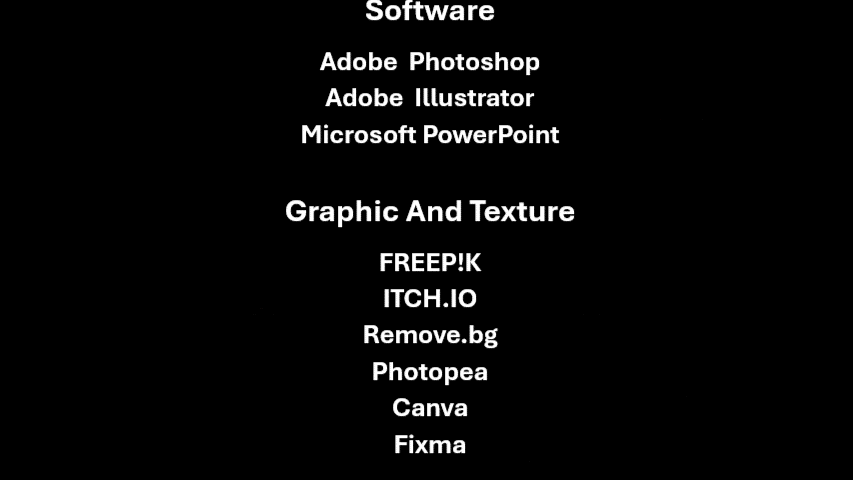 Software
Adobe Photoshop
Adobe Illustrator
Microsoft PowerPoint
Graphic And Texture
FREEP!K
ITCH.IO
Remove.bg
Photopea
Canva
Fixma